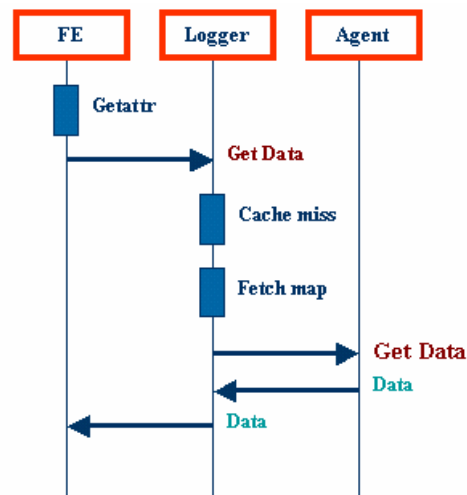 FE
Logger
Agent
Getattr
Get Data
Cache miss
Fetch map
Get Data
Data
Data